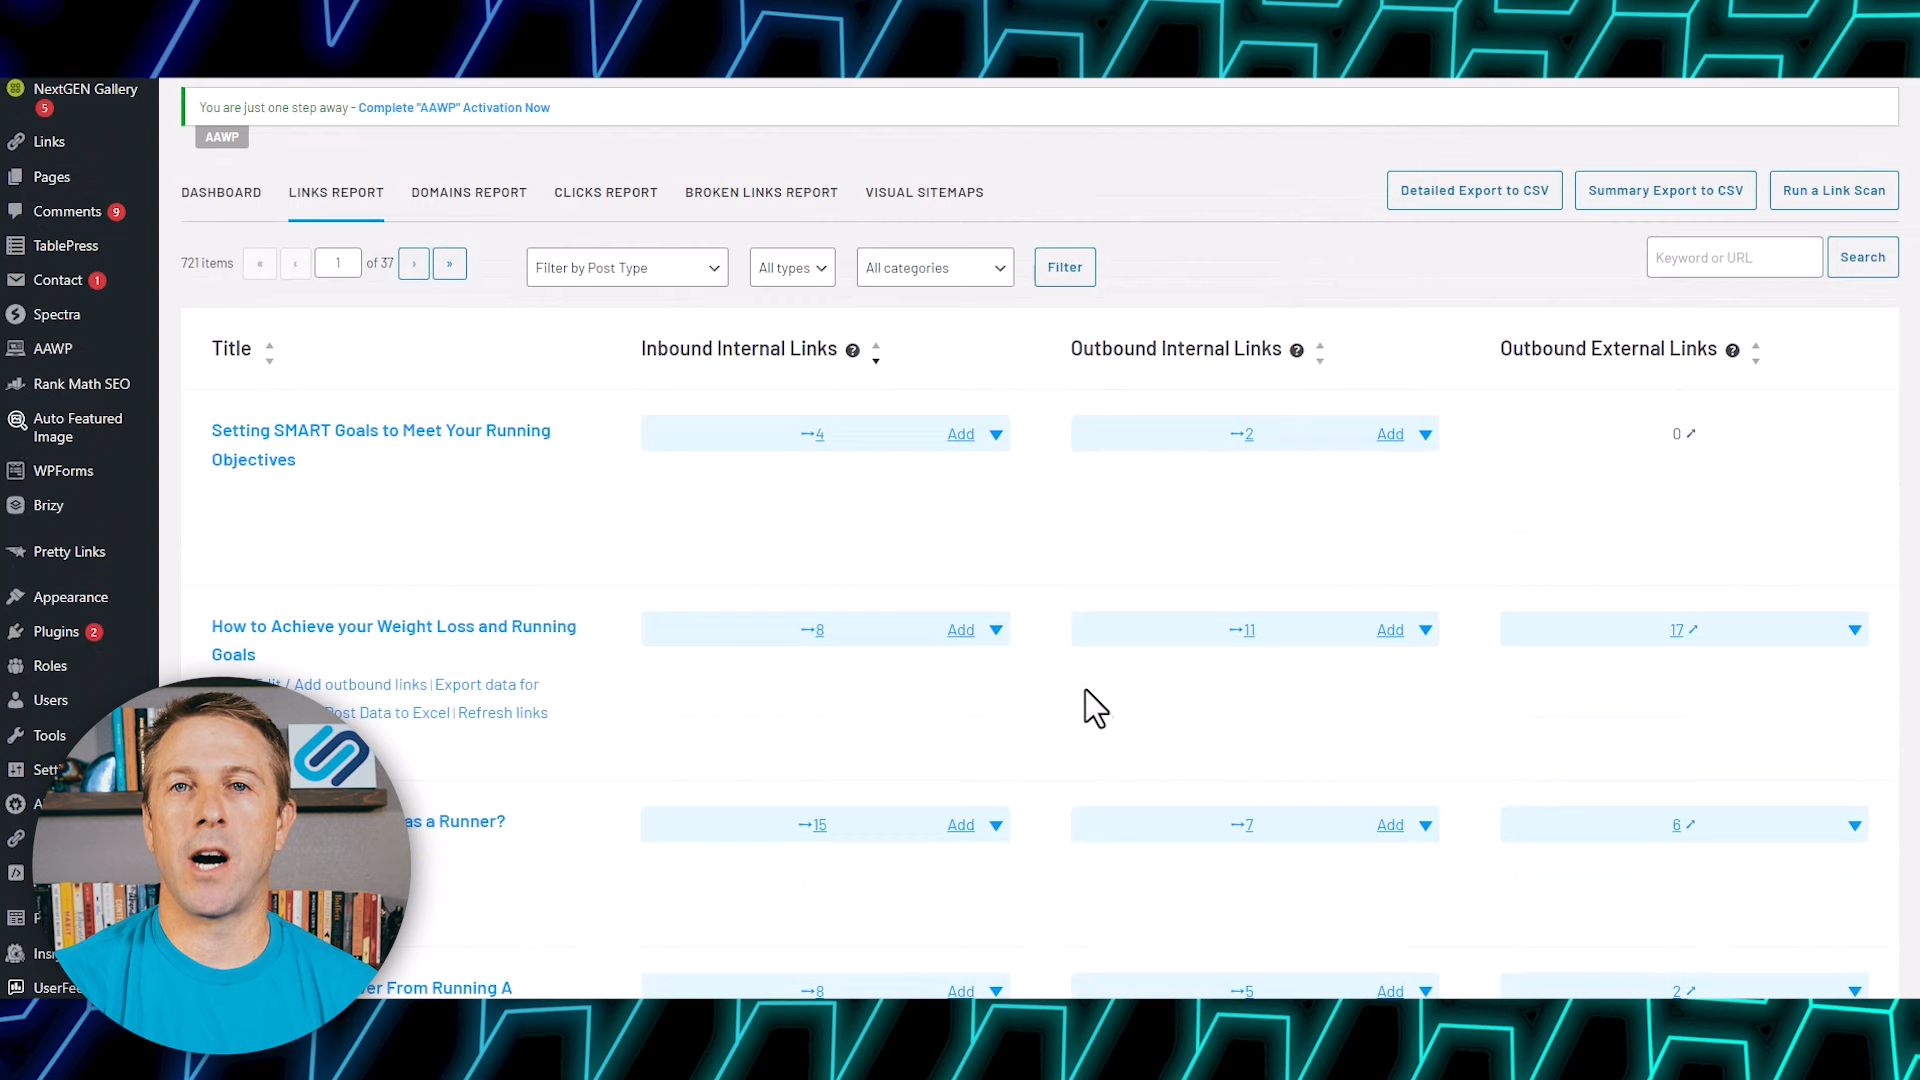 NextGEN Gallery
5
Links
Pages
Comments 9
TablePress
Contact 1
Spectra
AAWP
Rank Math SEO
Auto Featured
Image
WPForms
Brizy
Pretty Links
Appearance
Plugins 2
Roles
Users
Tools
You are just one step away - Complete "AAWP" Activation Now
AAWP
DASHBOARD LINKS REPORT DOMAINS REPORT CLICKS REPORT BROKEN LINKS REPORT VISUAL SITEMAPS
Detailed Export to CSV Summary Export to CSV Run a Link Scan
721 items « ‹ 1 of 37 › » Filter by Post Type All types All categories Filter
Keyword or URL Search
Title Inbound Internal Links Outbound Internal Links Outbound External Links
Setting SMART Goals to Meet Your Running
Objectives
4 Add 2 Add 0
How to Achieve your Weight Loss and Running
Goals
8 Add 11 Add 17
/ Add outbound links | Export data for
Post Data to Excel | Refresh links
as a Runner?
15 Add 7 Add 6
From Running A
8 Add 5 Add 2